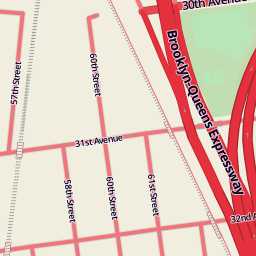 30th Avenue
57th Street
60th Street
Brooklyn-Queens Expressway
31st Avenue
58th Street
60th Street
61st Street
32nd A